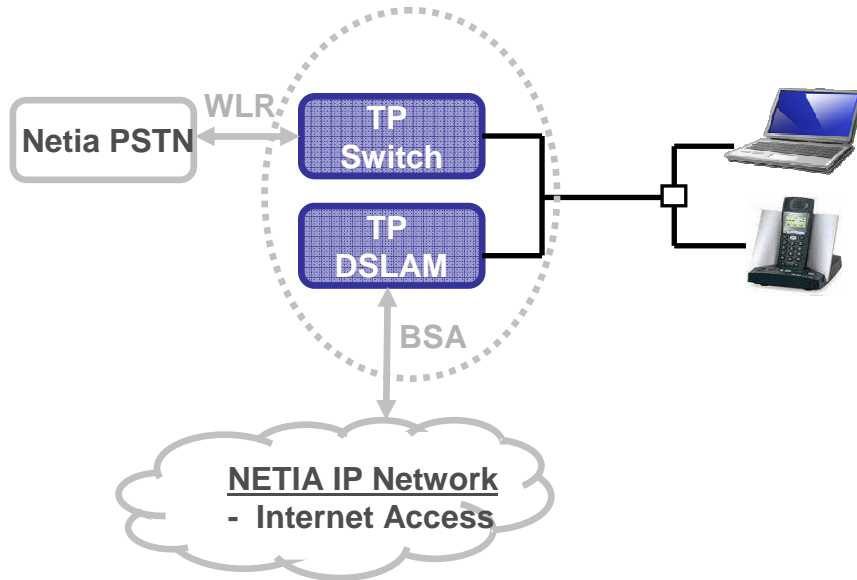 WLR
Netia PSTN
TP
Switch
TP
DSLAM
BSA
NETIA IP Network
- Internet Access